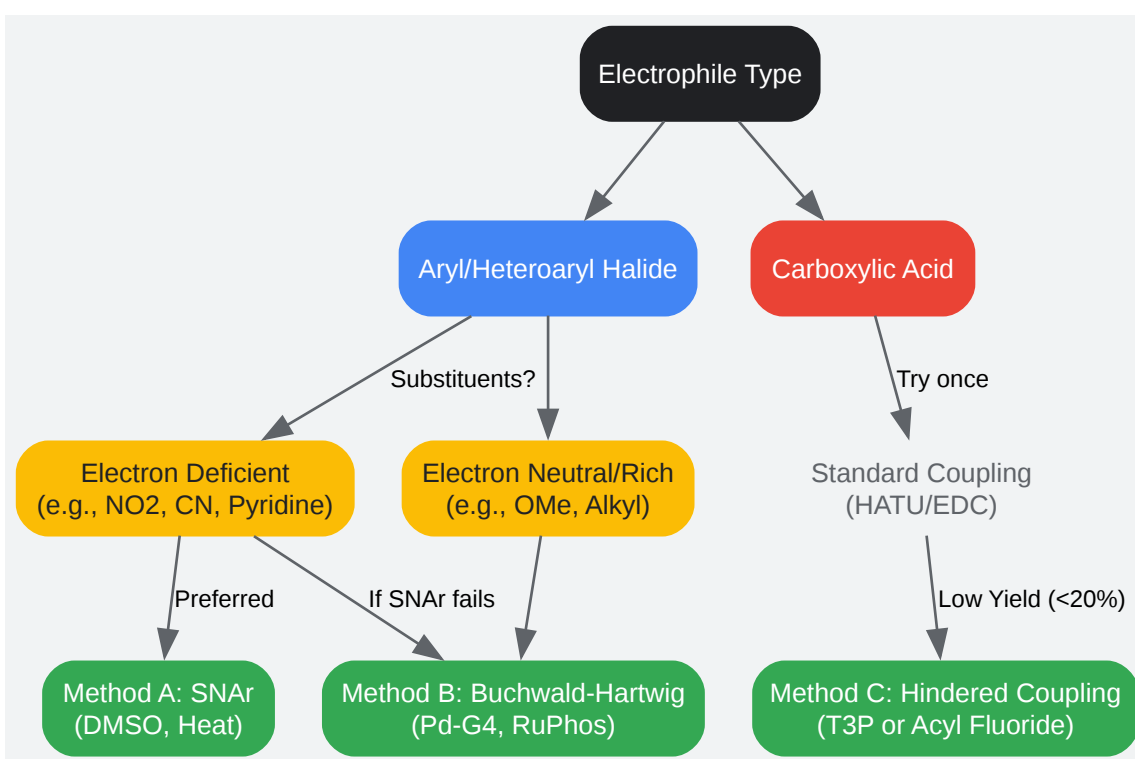 Electrophile Type
Aryl/Heteroaryl Halide
Carboxylic Acid
Substituents?
Try once
Electron Deficient
(e.g., NO2, CN, Pyridine)
Electron Neutral/Rich
(e.g., OMe, Alkyl)
Standard Coupling
(HATU/EDC)
Preferred
If SNAr fails
Low Yield (<20%)
Method A: SNAr
(DMSO, Heat)
Method B: Buchwald-Hartwig
(Pd-G4, RuPhos)
Method C: Hindered Coupling
(T3P or Acyl Fluoride)